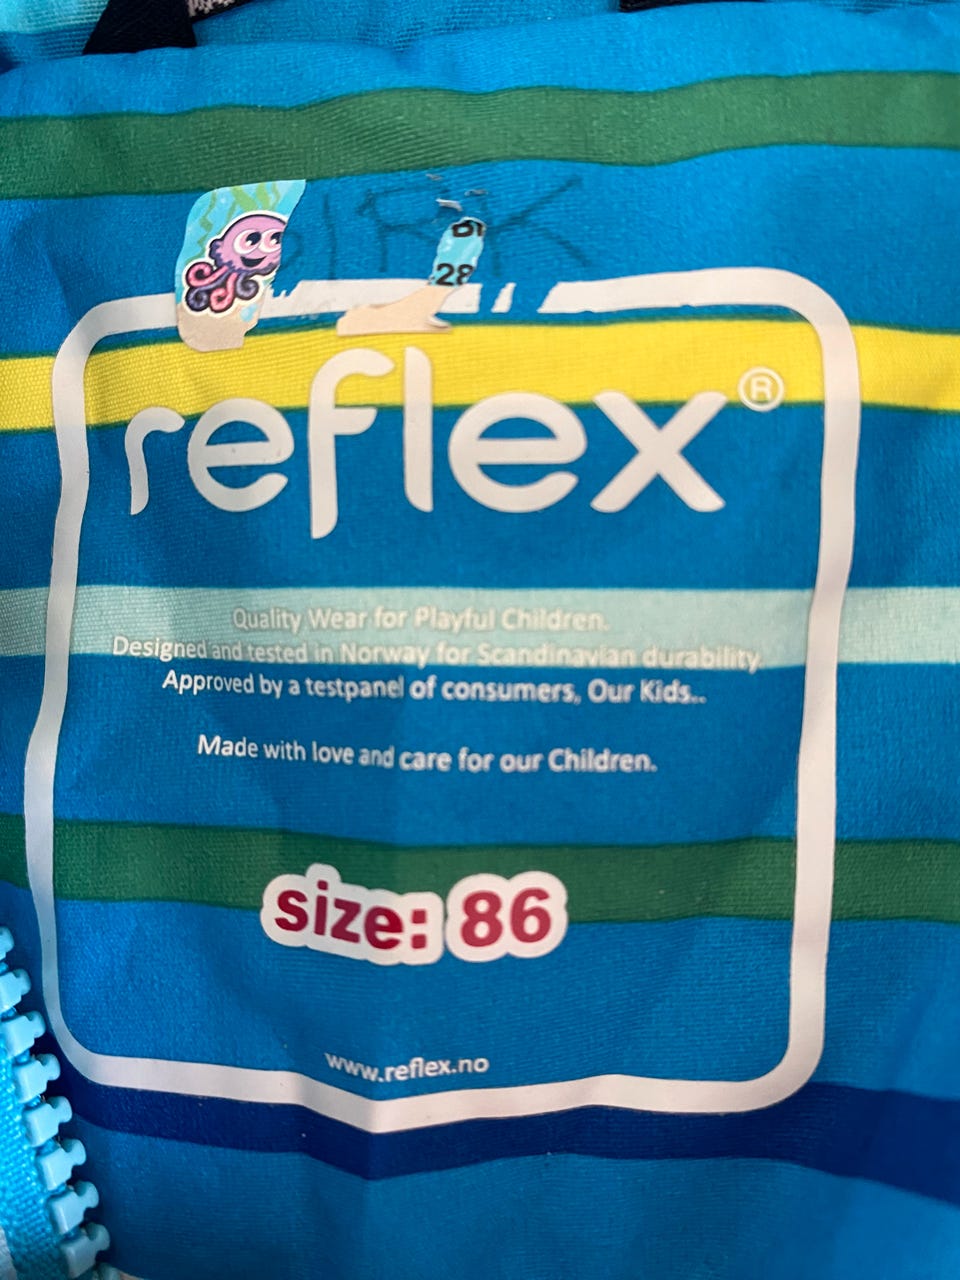 28
reflex®
Quality Wear for Playful Children.
Designed and tested in Norway for Scandinavian durability.
Approved by a testpanel of consumers, Our Kids..
Made with love and care for our Children.
size: 86
www.reflex.no